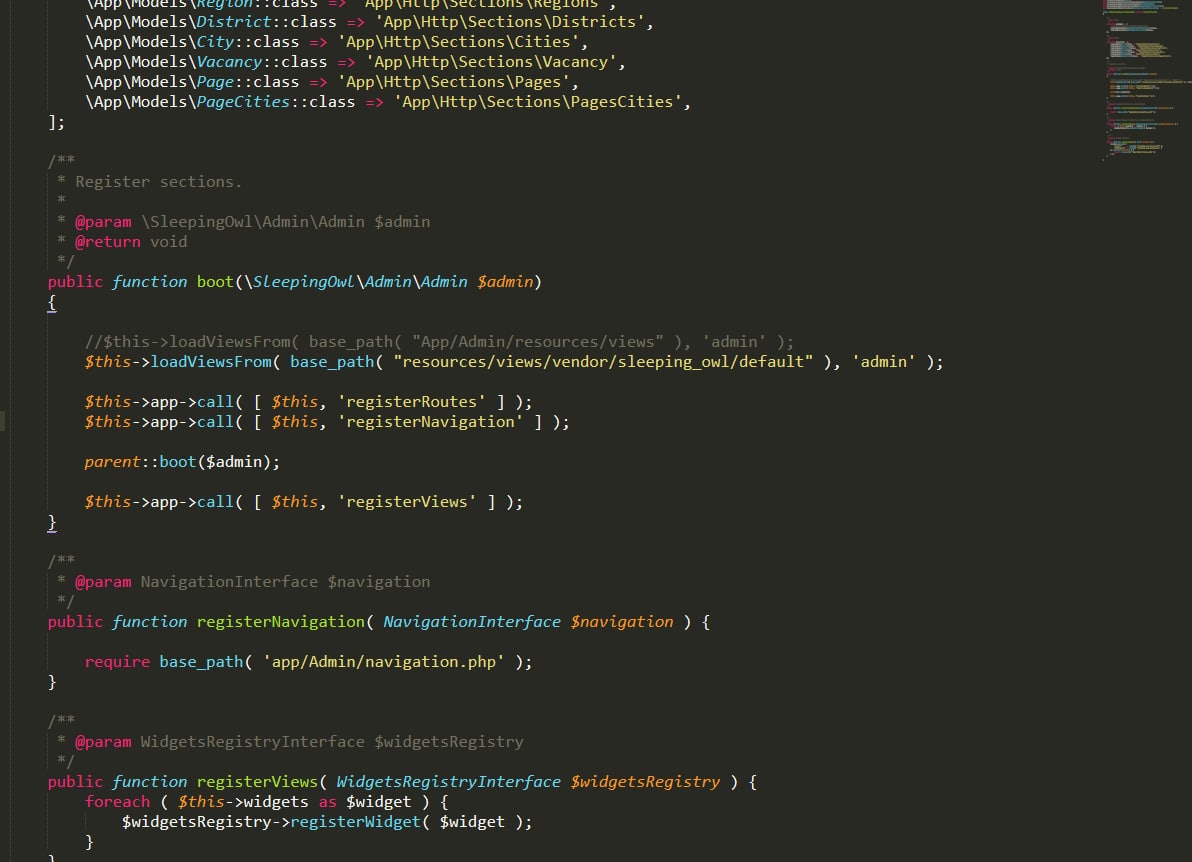 \App\Models\Region::class => 'App\Http\Sections\Regions',
\App\Models\District::class => 'App\Http\Sections\Districts',
\App\Models\City::class => 'App\Http\Sections\Cities',
\App\Models\Vacancy::class => 'App\Http\Sections\Vacancy',
\App\Models\Page::class => 'App\Http\Sections\Pages',
\App\Models\PageCities::class => 'App\Http\Sections\PagesCities',
];
/**
* Register sections.
*
* @param \SleepingOwl\Admin\Admin $admin
* @return void
*/
public function boot(\SleepingOwl\Admin\Admin $admin)
{
//$this->loadViewsFrom( base_path( "App/Admin/resources/views" ), 'admin' );
$this->loadViewsFrom( base_path( "resources/views/vendor/sleeping_owl/default" ), 'admin' );
$this->app->call( [ $this, 'registerRoutes' ] );
$this->app->call( [ $this, 'registerNavigation' ] );
parent::boot($admin);
$this->app->call( [ $this, 'registerViews' ] );
}
/**
* @param NavigationInterface $navigation
*/
public function registerNavigation( NavigationInterface $navigation ) {
require base_path( 'app/Admin/navigation.php' );
}
/**
* @param WidgetsRegistryInterface $widgetsRegistry
*/
public function registerViews( WidgetsRegistryInterface $widgetsRegistry ) {
foreach ( $this->widgets as $widget ) {
$widgetsRegistry->registerWidget( $widget );
}
}